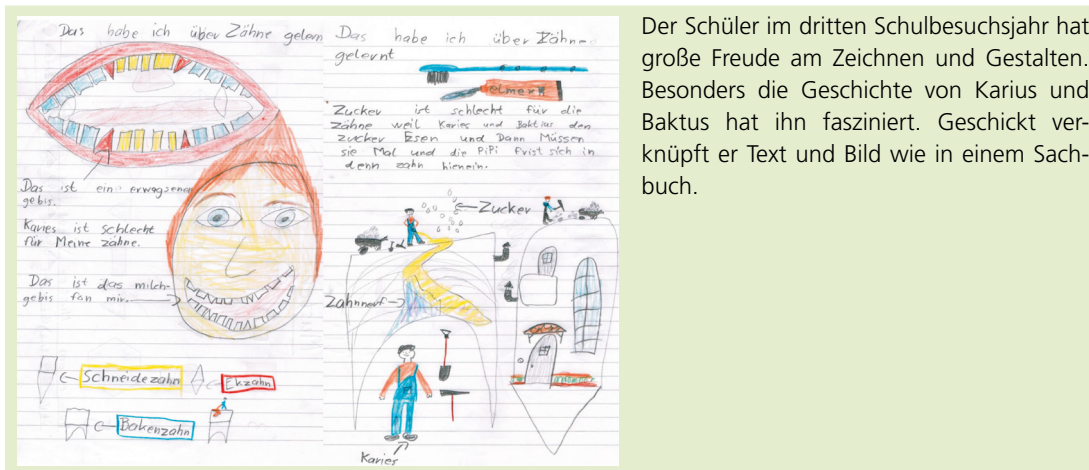 Das habe ich über Zähne gelern
Das ist ein erwagsenen
gebis.
Karies ist schlecht
für Meine zähne.
Das ist das milch-
gebis fon mir.
Schneidezahn
Ekzahn
Bakenzahn
Das habe ich über Zähne
gelernt
elmex
Zucker ist schlecht für die
Zähne weil Karies und Baktius den
zucker Esen und Dann Müssen
sie Mal und die PiPi frist sich in
denn zahn hienein.
Zucker
Zahnnerf
Karies
Der Schüler im dritten Schulbesuchsjahr hat
große Freude am Zeichnen und Gestalten.
Besonders die Geschichte von Karius und
Baktus hat ihn fasziniert. Geschickt ver-
knüpft er Text und Bild wie in einem Sach-
buch.